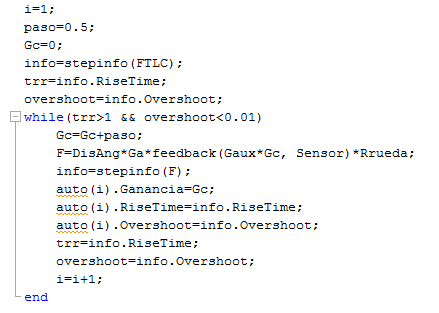 i=1;
paso=0.5;
Gc=0;
info=stepinfo(FTLC);
trr=info.RiseTime;
overshoot=info.Overshoot;
while(trr>1 && overshoot<0.01)
Gc=Gc+paso;
F=DisAng*Ga*feedback(Gaux*Gc, Sensor)*Rrueda;
info=stepinfo(F);
auto(i).Ganancia=Gc;
auto(i).RiseTime=info.RiseTime;
auto(i).Overshoot=info.Overshoot;
trr=info.RiseTime;
overshoot=info.Overshoot;
i=i+1;
end